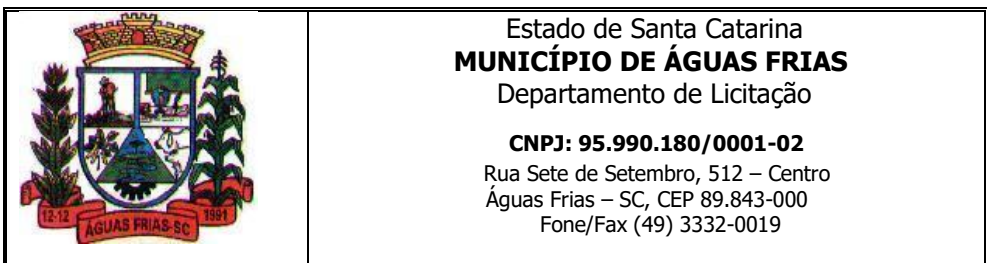 12-12
ÁGUAS FRIAS-SC
1991
Estado de Santa Catarina
MUNICÍPIO DE ÁGUAS FRIAS
Departamento de Licitação
CNPJ: 95.990.180/0001-02
Rua Sete de Setembro, 512 – Centro
Águas Frias – SC, CEP 89.843-000
Fone/Fax (49) 3332-0019